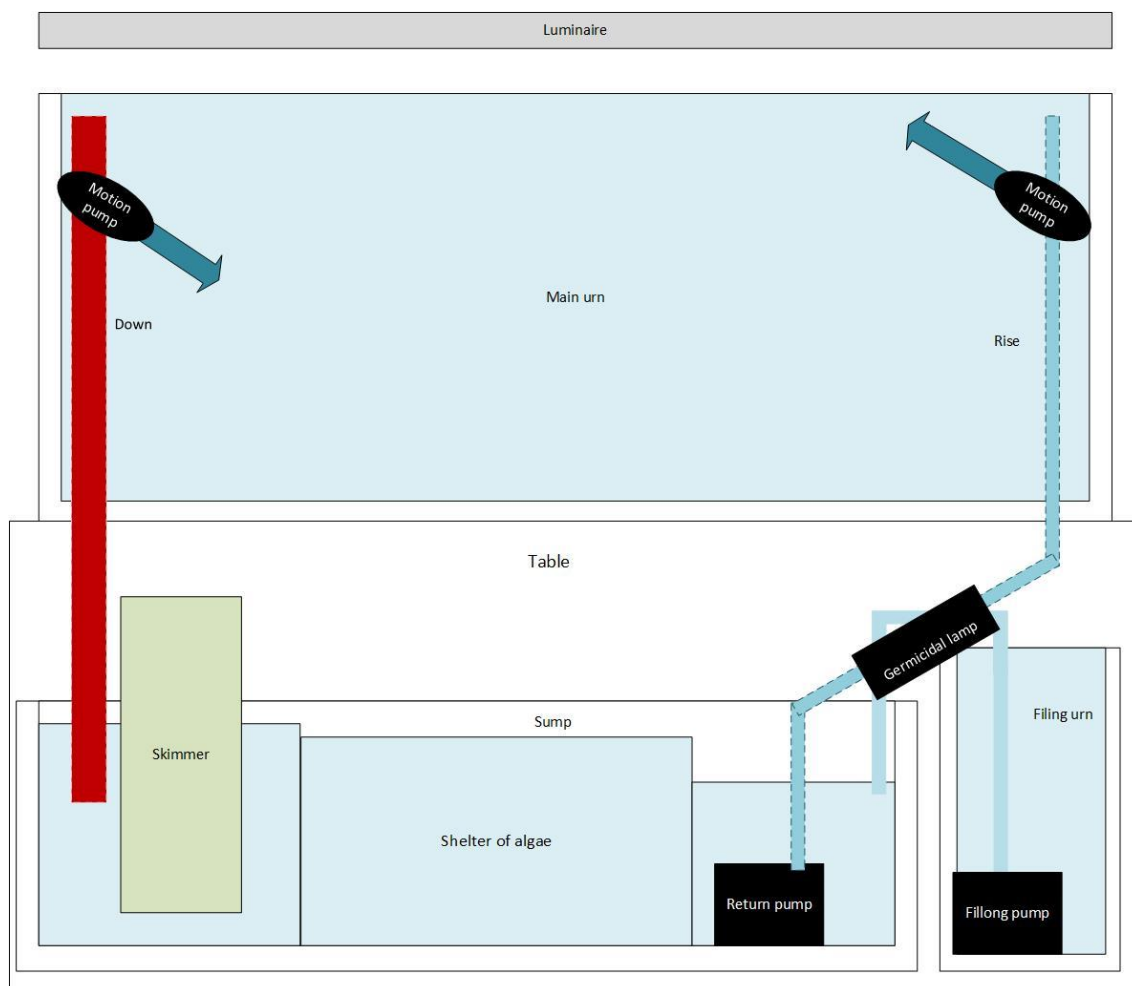 Luminaire
Motion
pump
Motion
pump
Main urn
Down
Rise
Table
Germicidal lamp
Sump
Filing urn
Skimmer
Shelter of algae
Return pump
Fillong pump